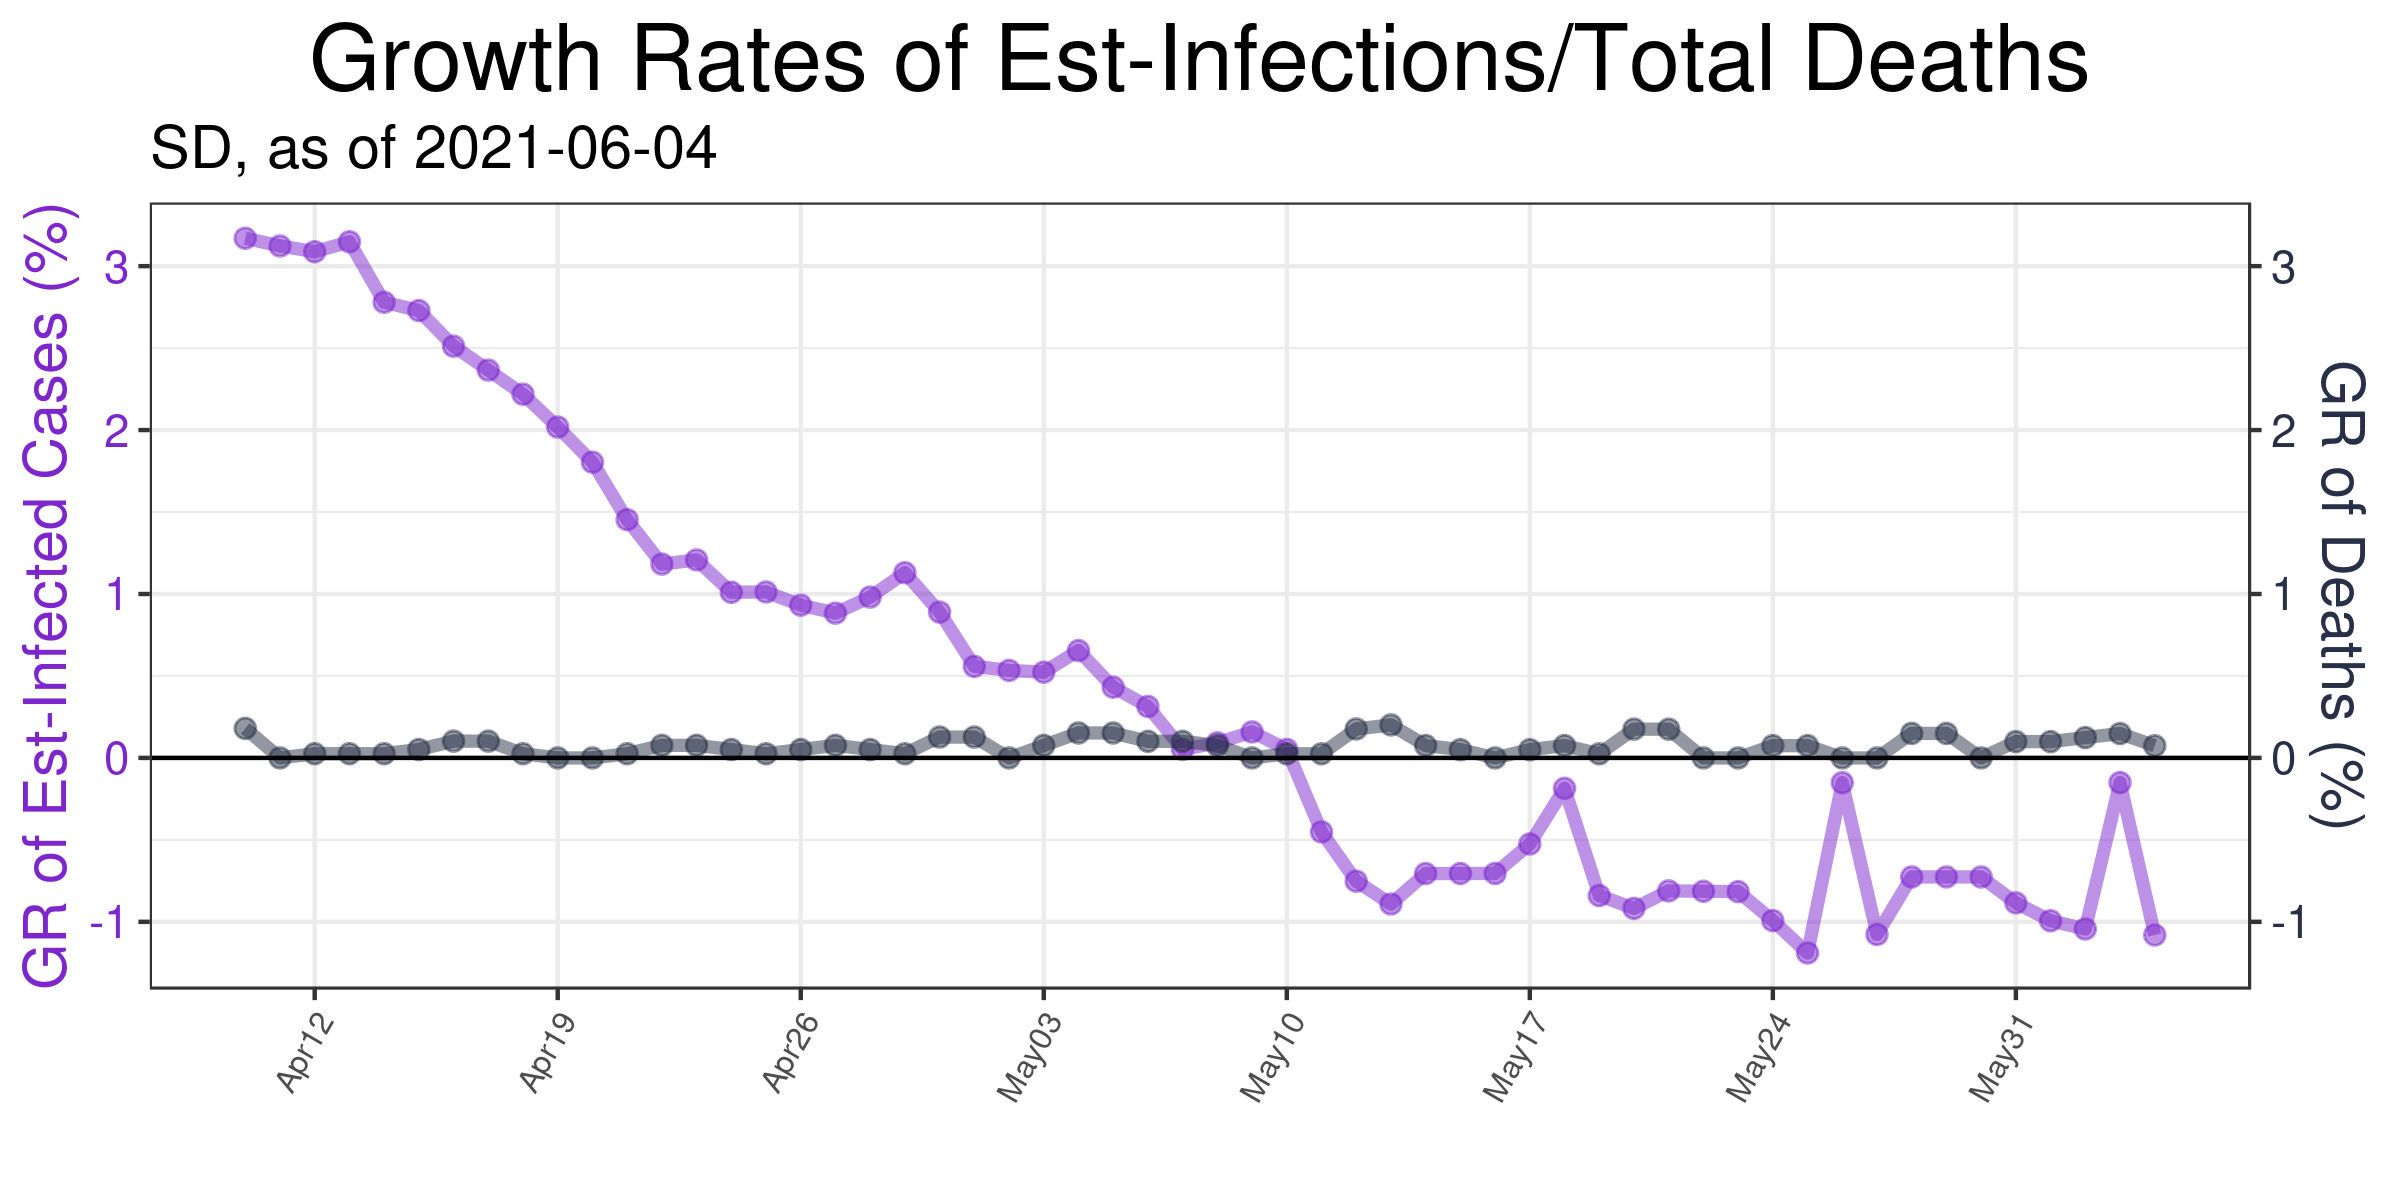 Growth Rates of Est-Infections/Total Deaths
SD, as of 2021-06-04
GR of Est-Infected Cases (%)
3
2
1
0
-1
3
2
1
0
-1
GR of Deaths (%)
Apr12
Apr19
Apr26
May03
May10
May17
May24
May31